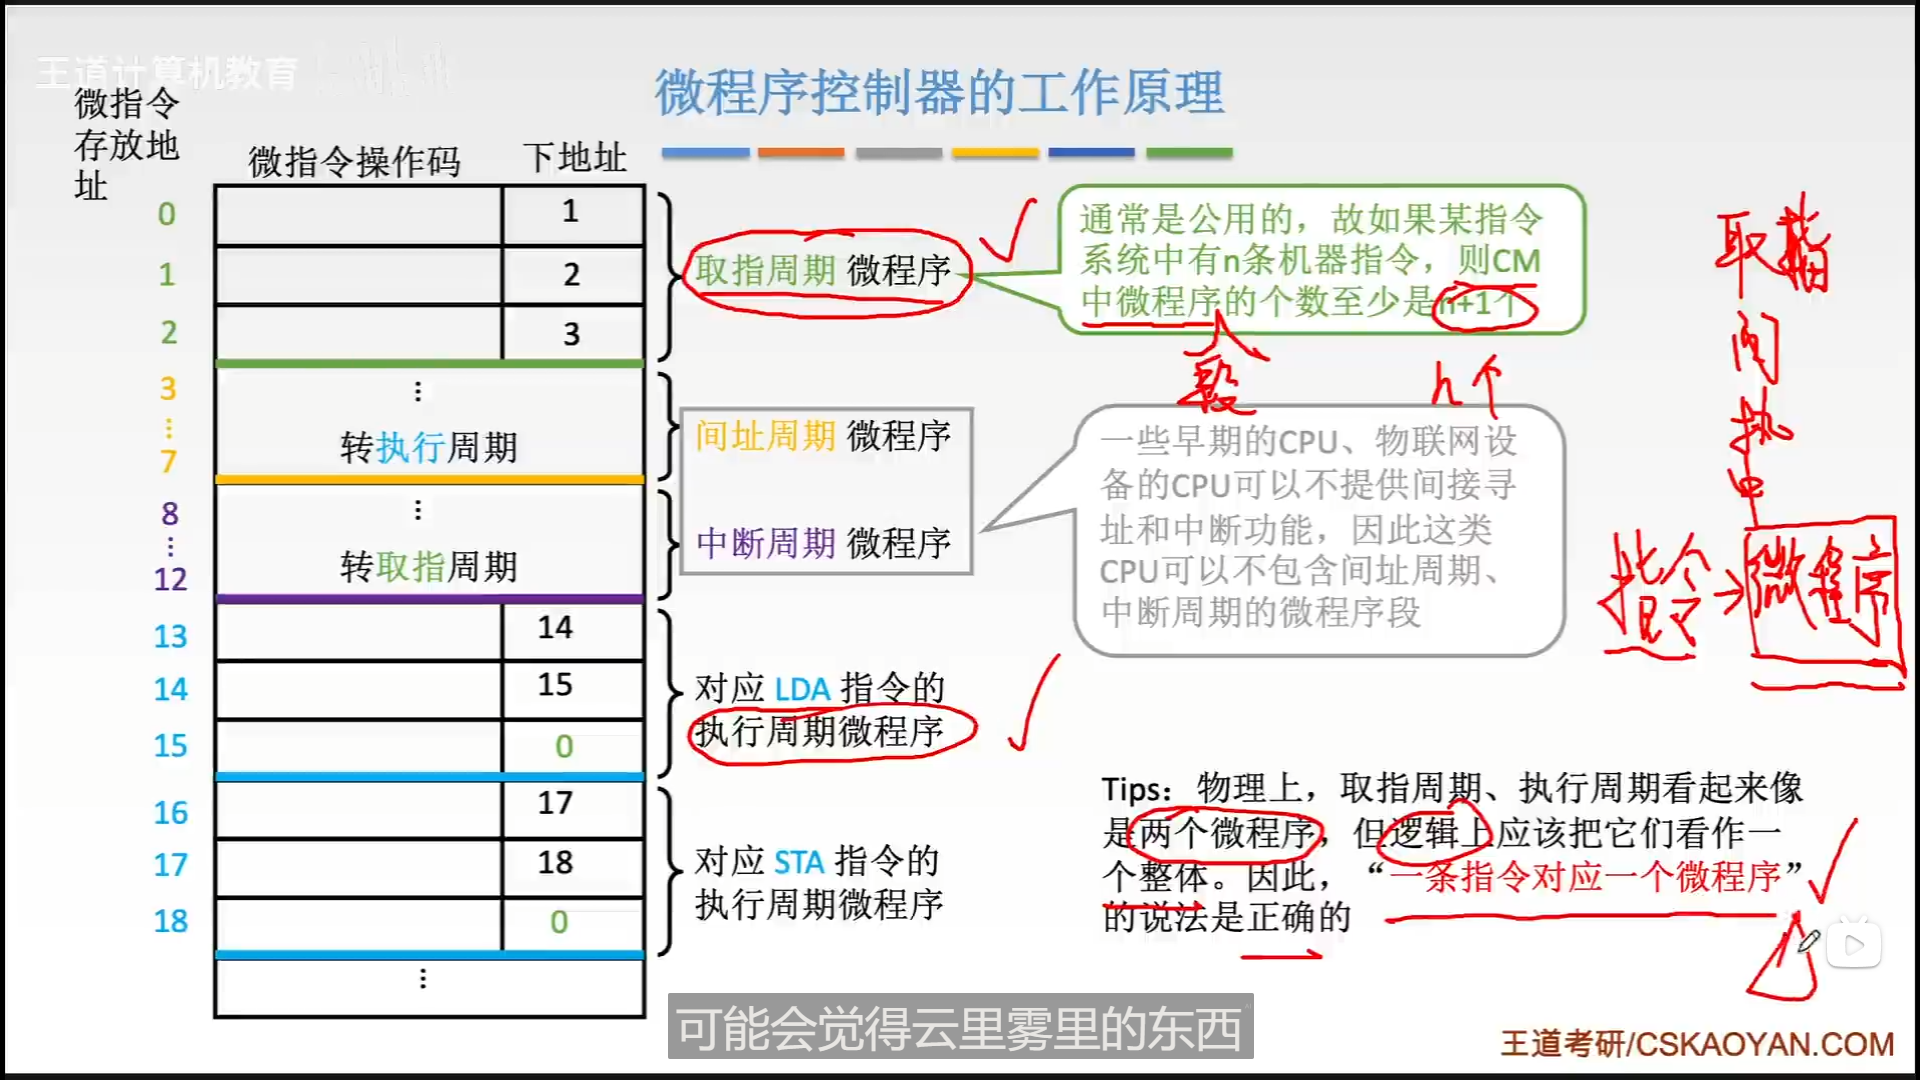 王道计算机教育
微程序控制器的工作原理
微指令
存放地
址
微指令操作码
下地址
0
1
1
2
2
3
3
⋮
7
⋮
转执行周期
8
⋮
12
⋮
转取指周期
13
14
14
15
15
0
16
17
17
18
18
0
⋮
取指周期 微程序
间址周期 微程序
中断周期 微程序
对应 LDA 指令的
执行周期微程序
对应 STA 指令的
执行周期微程序
通常是公用的，故如果某指令
系统中有n条机器指令，则CM
中微程序的个数至少是n+1个
段
n个
一些早期的CPU、物联网设
备的CPU可以不提供间接寻
址和中断功能，因此这类
CPU可以不包含间址周期、
中断周期的微程序段
取指
间
执
中
指令→微程序
Tips：物理上，取指周期、执行周期看起来像
是两个微程序，但逻辑上应该把它们看作一
个整体。因此，“一条指令对应一个微程序”
的说法是正确的
可能会觉得云里雾里的东西
王道考研/CSKAOYAN.COM